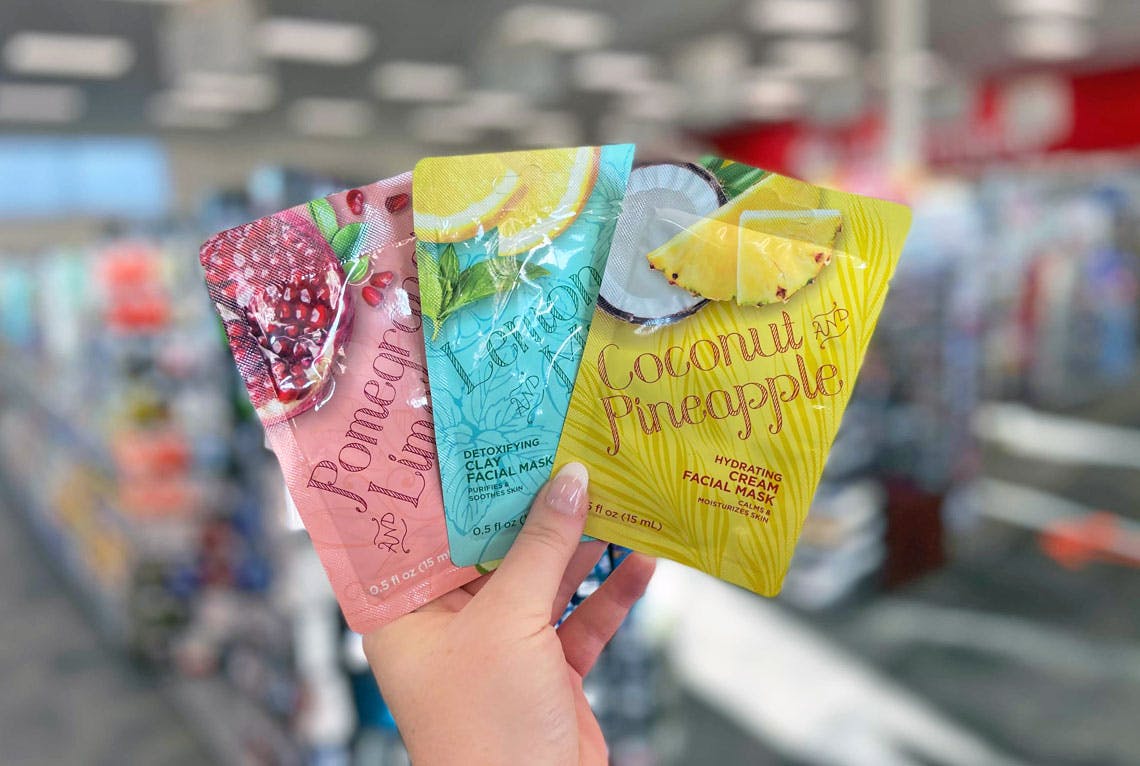 Pomegra
AND Lim
0.5 fl oz (15 m
Lemon
AND
DETOXIFYING
CLAY
FACIAL MASK
PURIFIES &
SOOTHES SKIN
0.5 fl oz (
Coconut AND
Pineapple
HYDRATING
CREAM
FACIAL MASK
CALMS &
MOISTURIZES SKIN
5 fl oz (15 mL)